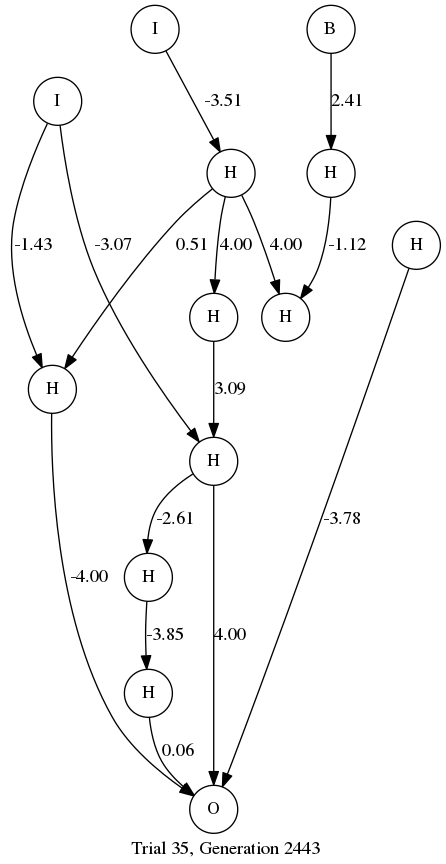 I
B
I
-3.51
2.41
H
H
-1.43
-3.07
0.51
4.00
4.00
-1.12
H
H
H
H
3.09
H
-2.61
-4.00
H
-3.78
-3.85
4.00
H
0.06
O
Trial 35, Generation 2443